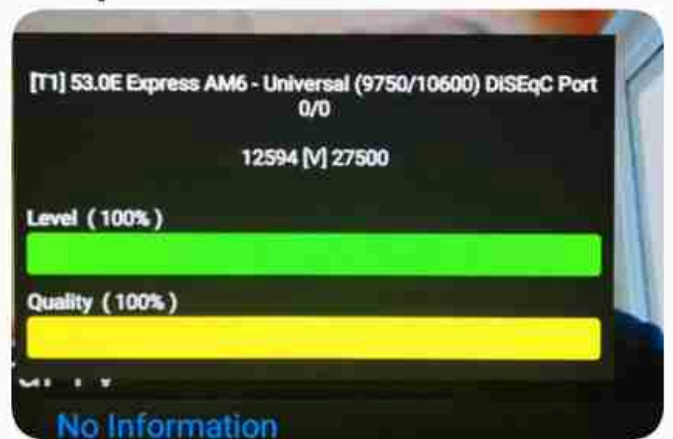 [T1] 53.0E Express AM6 - Universal (9750/10600) DiSEqC Port
0/0
12594 [V] 27500
Level ( 100% )
Quality ( 100% )
No Information